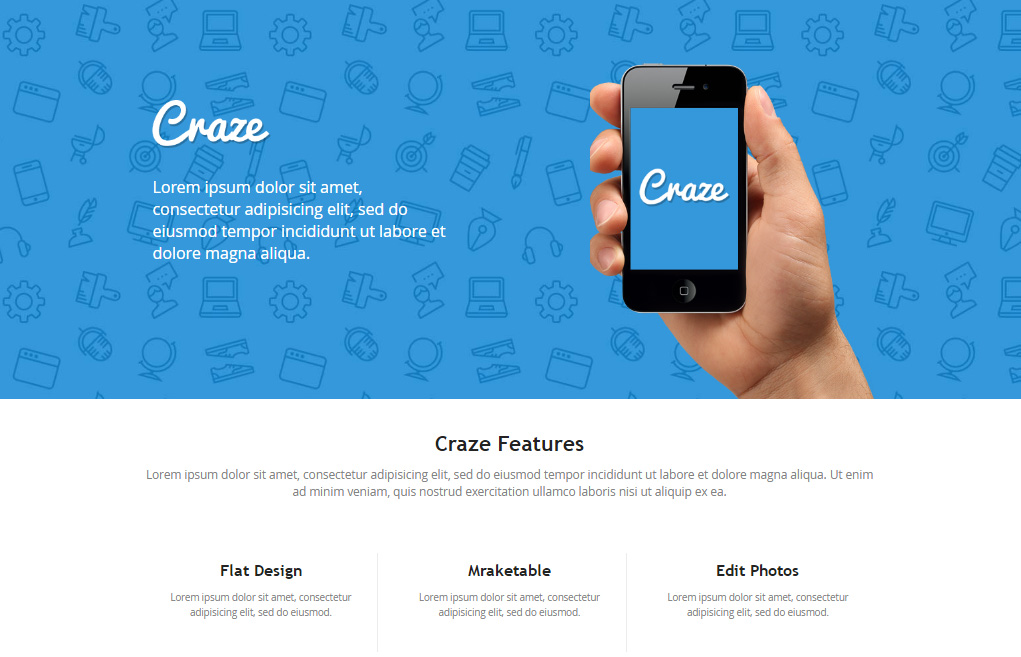 Craze
Lorem ipsum dolor sit amet,
consectetur adipisicing elit, sed do
eiusmod tempor incididunt ut labore et
dolore magna aliqua.
Craze
Craze Features
Lorem ipsum dolor sit amet, consectetur adipisicing elit, sed do eiusmod tempor incididunt ut labore et dolore magna aliqua. Ut enim
ad minim veniam, quis nostrud exercitation ullamco laboris nisi ut aliquip ex ea.
Flat Design
Lorem ipsum dolor sit amet, consectetur
adipisicing elit, sed do eiusmod.
Mraketable
Lorem ipsum dolor sit amet, consectetur
adipisicing elit, sed do eiusmod.
Edit Photos
Lorem ipsum dolor sit amet, consectetur
adipisicing elit, sed do eiusmod.